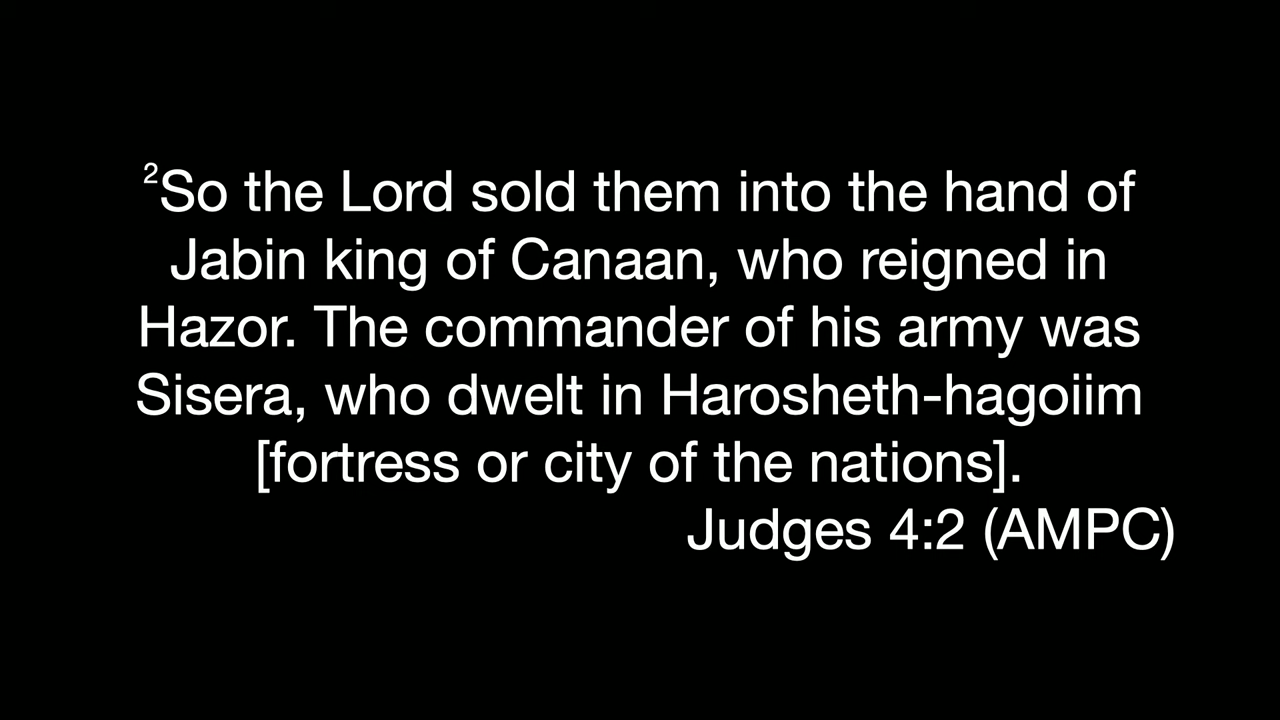 ²So the Lord sold them into the hand of
Jabin king of Canaan, who reigned in
Hazor. The commander of his army was
Sisera, who dwelt in Harosheth-hagoiim
[fortress or city of the nations].
Judges 4:2 (AMPC)